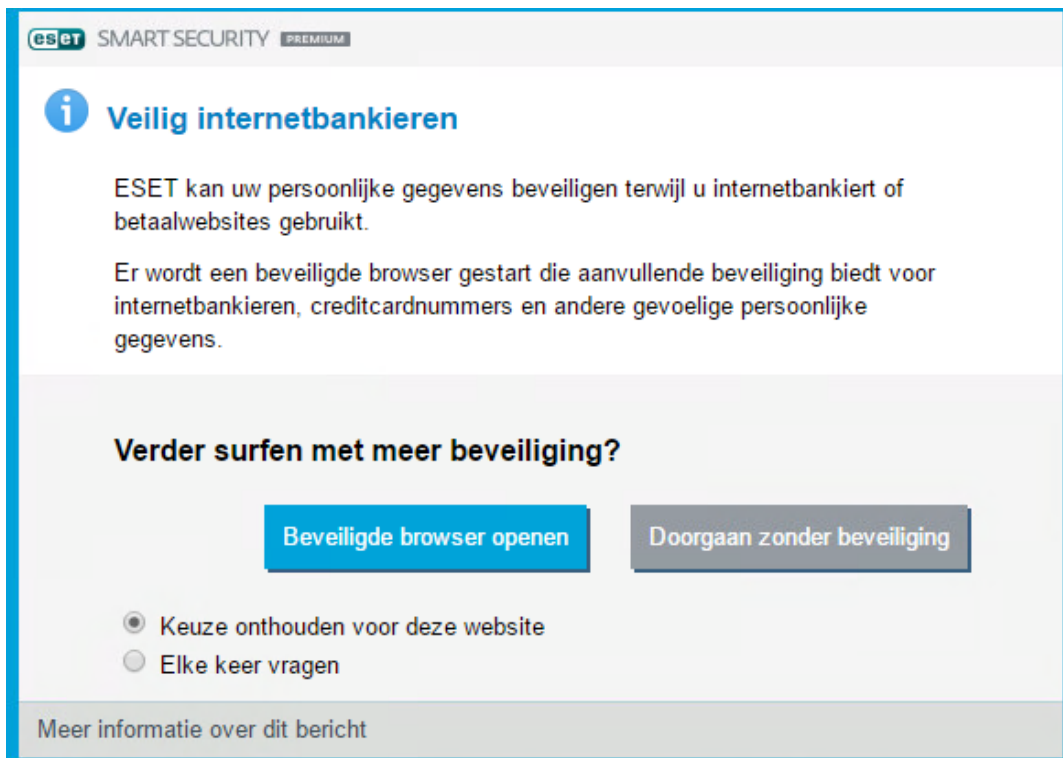 eset SMART SECURITY PREMIUM
Veilig internetbankieren
ESET kan uw persoonlijke gegevens beveiligen terwijl u internetbankiert of
betaalwebsites gebruikt.
Er wordt een beveiligde browser gestart die aanvullende beveiliging biedt voor
internetbankieren, creditcardnummers en andere gevoelige persoonlijke
gegevens.
Verder surfen met meer beveiliging?
Beveiligde browser openen
Doorgaan zonder beveiliging
Keuze onthouden voor deze website
Elke keer vragen
Meer informatie over dit bericht